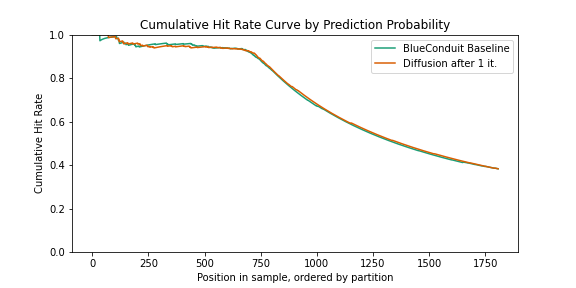 Cumulative Hit Rate Curve by Prediction Probability
1.0
0.8
0.6
0.4
0.2
0.0
Cumulative Hit Rate
BlueConduit Baseline
Diffusion after 1 it.
0 250 500 750 1000 1250 1500 1750
Position in sample, ordered by partition